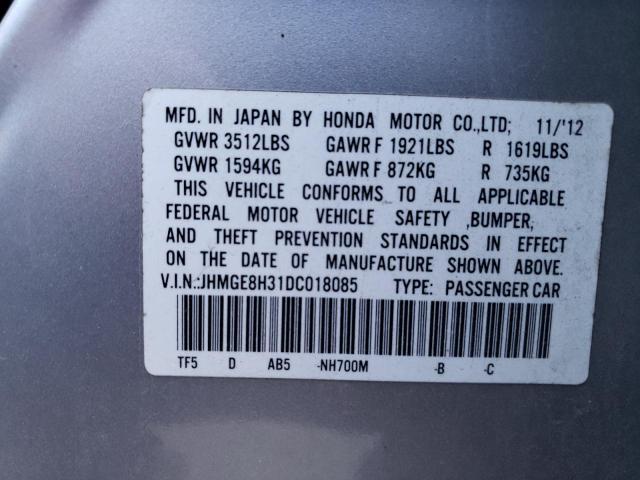 MFD. IN JAPAN BY HONDA MOTOR CO.,LTD; 11/'12
GVWR 3512LBS GAWR F 1921LBS R 1619LBS
GVWR 1594KG GAWR F 872KG R 735KG
THIS VEHICLE CONFORMS TO ALL APPLICABLE
FEDERAL MOTOR VEHICLE SAFETY ,BUMPER,
AND THEFT PREVENTION STANDARDS IN EFFECT
ON THE DATE OF MANUFACTURE SHOWN ABOVE.
V.I.N.:JHMGE8H31DC018085 TYPE: PASSENGER CAR
TF5 D AB5 -NH700M -B -C